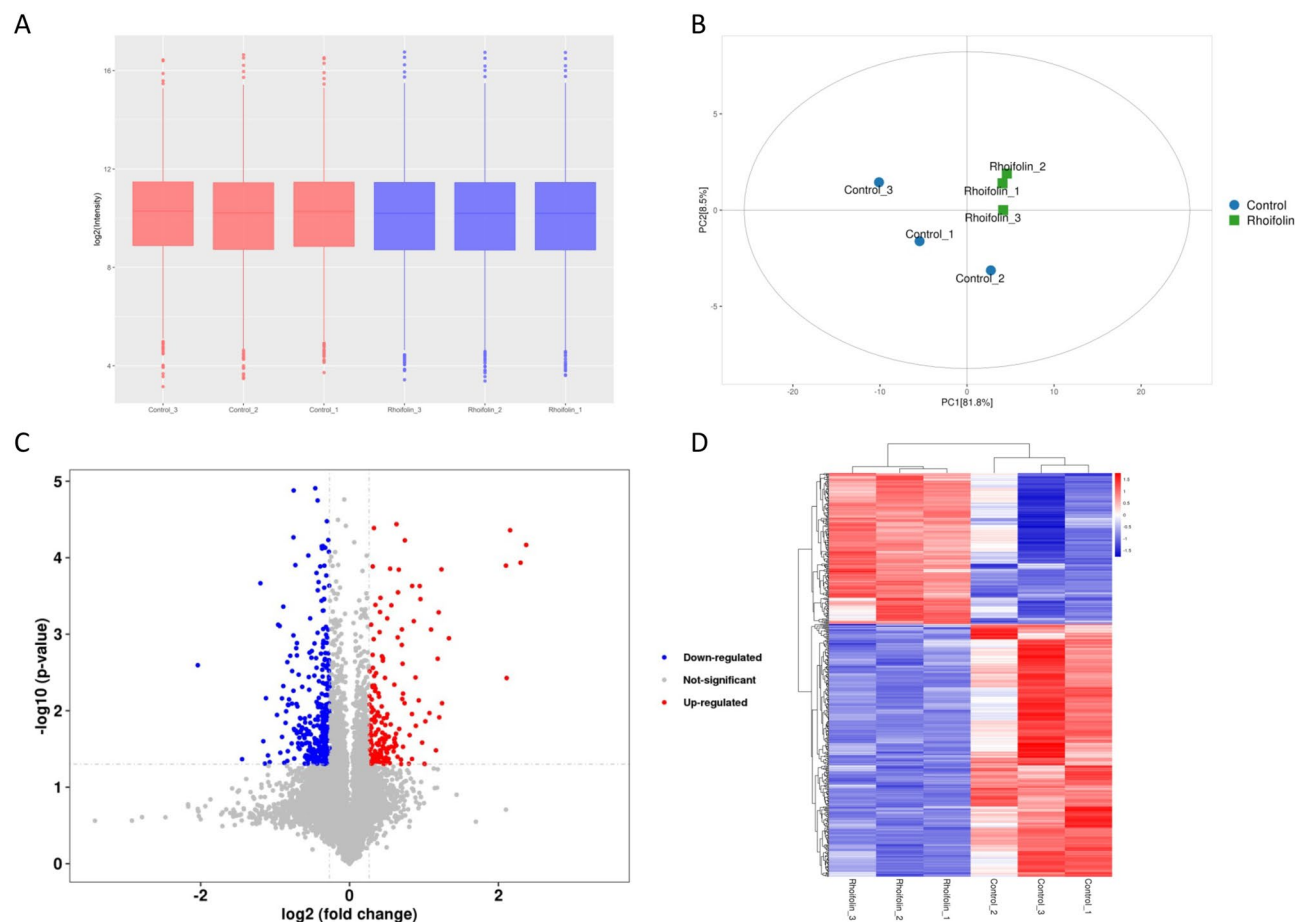 A
log2(Intensity)
16
12
8
4
Control_3 Control_2 Control_1 Rhoifolin_3 Rhoifolin_2 Rhoifolin_1
B
PC2[8.5%]
5
0
-5
Rhoifolin_2
Control_3
Rhoifolin_1
Rhoifolin_3
Control_1
Control_2
-20 -10 0 10 20
PC1[81.8%]
Control
Rhoifolin
C
-log10 (p-value)
5
4
3
2
1
0
-2 0 2
log2 (fold change)
Down-regulated
Not-significant
Up-regulated
D
1.5
1
0.5
0
-0.5
-1
-1.5
Rhoifolin_3
Rhoifolin_2
Rhoifolin_1
Control_2
Control_3
Control_1